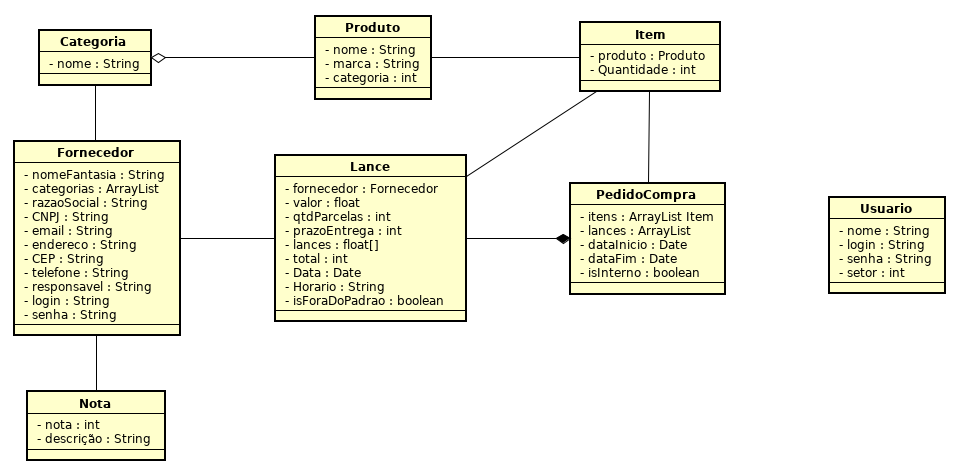 Categoria
- nome : String
Produto
- nome : String
- marca : String
- categoria : int
Item
- produto : Produto
- Quantidade : int
Fornecedor
- nomeFantasia : String
- categorias : ArrayList
- razaoSocial : String
- CNPJ : String
- email : String
- endereco : String
- CEP : String
- telefone : String
- responsavel : String
- login : String
- senha : String
Lance
- fornecedor : Fornecedor
- valor : float
- qtdParcelas : int
- prazoEntrega : int
- lances : float[]
- total : int
- Data : Date
- Horario : String
- isForaDoPadrao : boolean
PedidoCompra
- itens : ArrayList Item
- lances : ArrayList
- dataInicio : Date
- dataFim : Date
- isInterno : boolean
Usuario
- nome : String
- login : String
- senha : String
- setor : int
Nota
- nota : int
- descrição : String